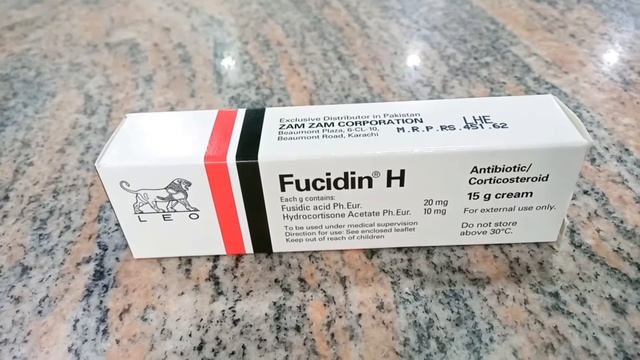 Exclusive Distributor in Pakistan
ZAM ZAM CORPORATION
Beaumont Plaza, 6-CL-10,
Beaumont Road, Karachi
LHE
M.R.P.RS.451.62
LEO
Fucidin® H
Each g contains:
Fusidic acid Ph.Eur. 20 mg
Hydrocortisone Acetate Ph.Eur. 10 mg
To be used under medical supervision
Direction for use: See enclosed leaflet
Keep out of reach of children
Antibiotic/
Corticosteroid
15 g cream
For external use only.
Do not store
above 30°C.